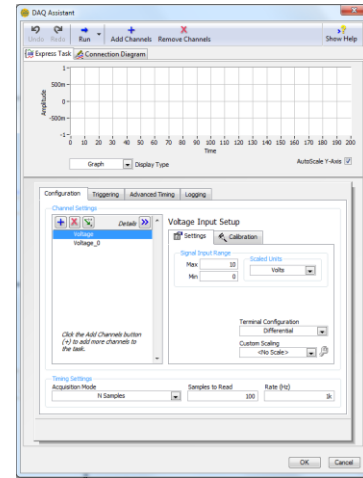 DAQ Assistant
Undo Redo Run Add Channels Remove Channels Show Help
Express Task Connection Diagram
Amplitude
1-
500m-
0-
-500m-
-1-
0 10 20 30 40 50 60 70 80 90 100 110 120 130 140 150 160 170 180 190 200
Time
Graph Display Type AutoScale Y-Axis
Configuration Triggering Advanced Timing Logging
Channel Settings
Details
Voltage
Voltage_0
Click the Add Channels button
(+) to add more channels to
the task.
Voltage Input Setup
Settings Calibration
Signal Input Range
Max 10
Min 0
Scaled Units
Volts
Terminal Configuration
Differential
Custom Scaling
<No Scale>
Timing Settings
Acquisition Mode Samples to Read Rate (Hz)
N Samples 100 1k
OK Cancel